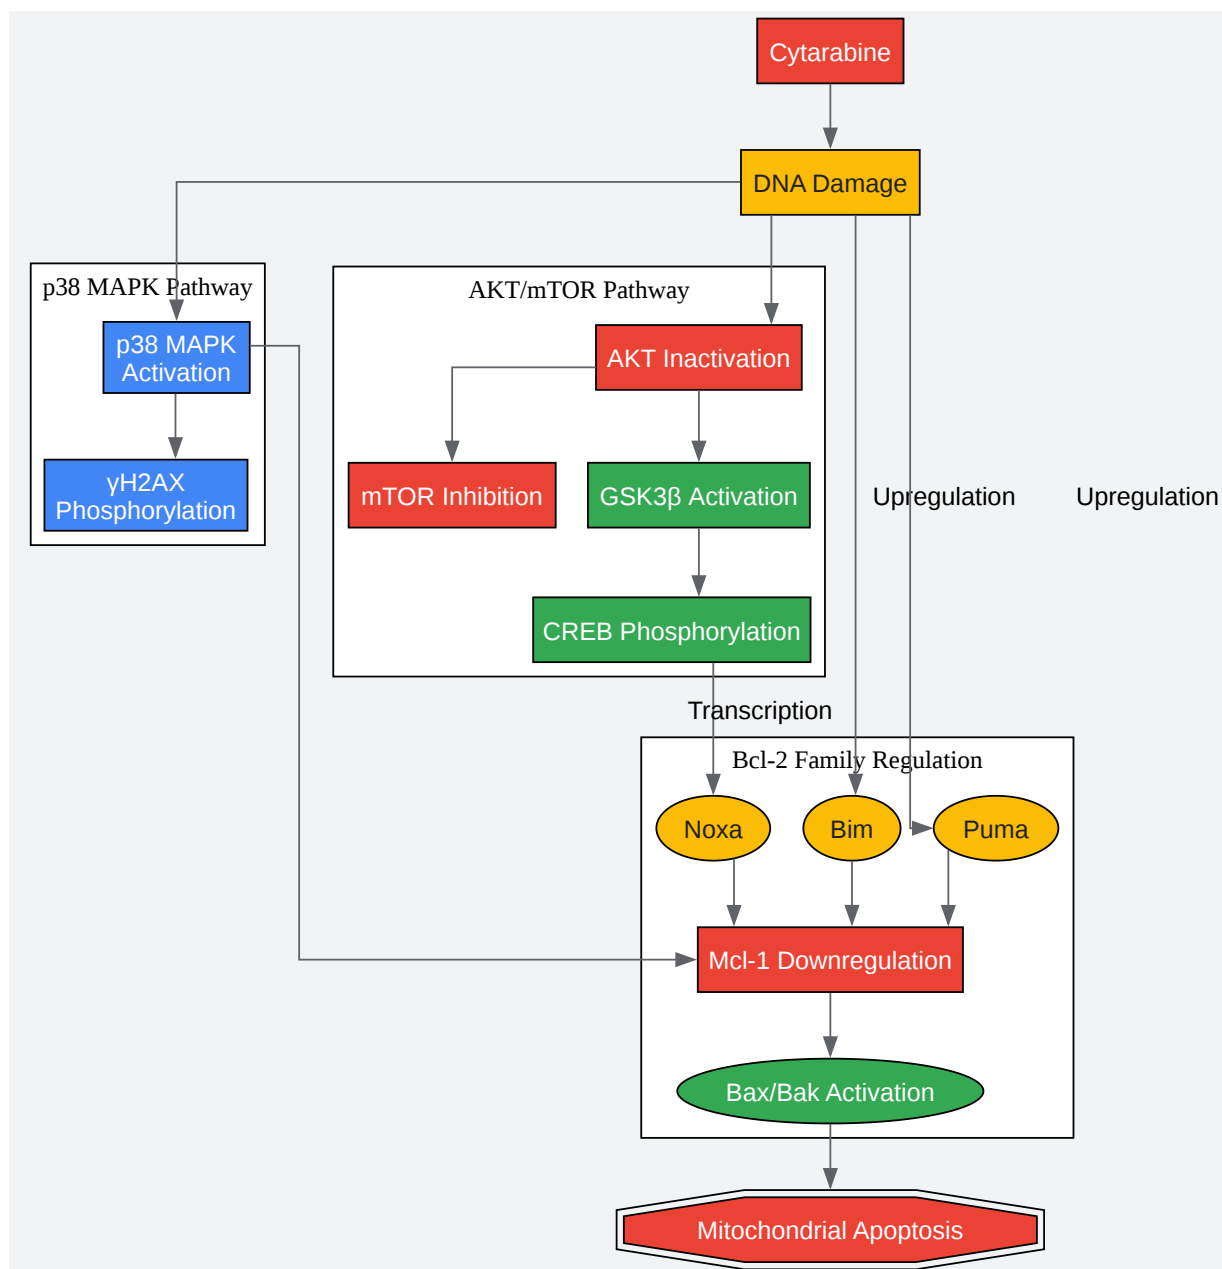 Cytarabine
DNA Damage
p38 MAPK Pathway
p38 MAPK
Activation
γH2AX
Phosphorylation
AKT/mTOR Pathway
AKT Inactivation
mTOR Inhibition
GSK3β Activation
CREB Phosphorylation
Upregulation
Upregulation
Transcription
Bcl-2 Family Regulation
Noxa
Bim
Puma
Mcl-1 Downregulation
Bax/Bak Activation
Mitochondrial Apoptosis